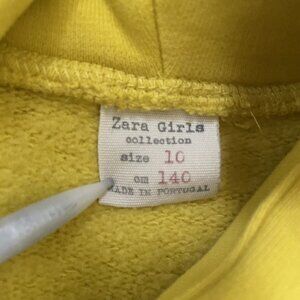 Zara Girls
collection
size 10
cm 140
MADE IN PORTUGAL